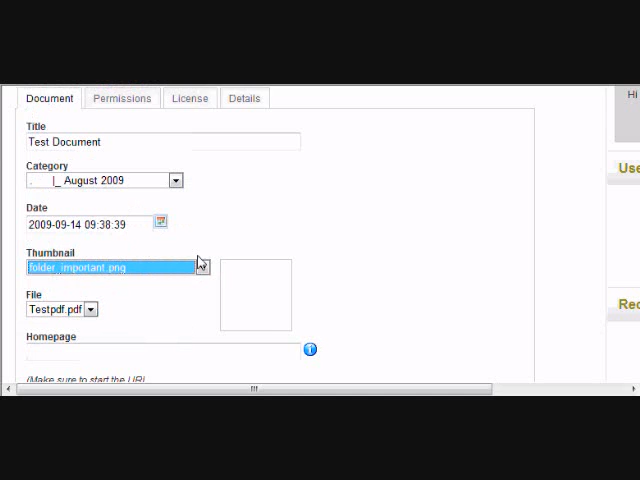 Hi
Document Permissions License Details
Title
Test Document
Category
. |_ August 2009
Date
2009-09-14 09:38:39
Thumbnail
folder_important.png
File
Testpdf.pdf
Homepage
(Make sure to start the URL
Use
Rec